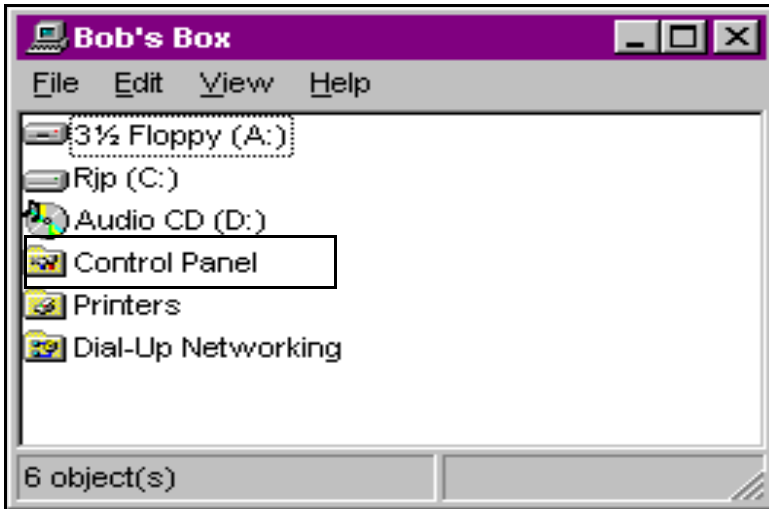 Bob's Box
File Edit View Help
3½ Floppy (A:)
Rjp (C:)
Audio CD (D:)
Control Panel
Printers
Dial-Up Networking
6 object(s)